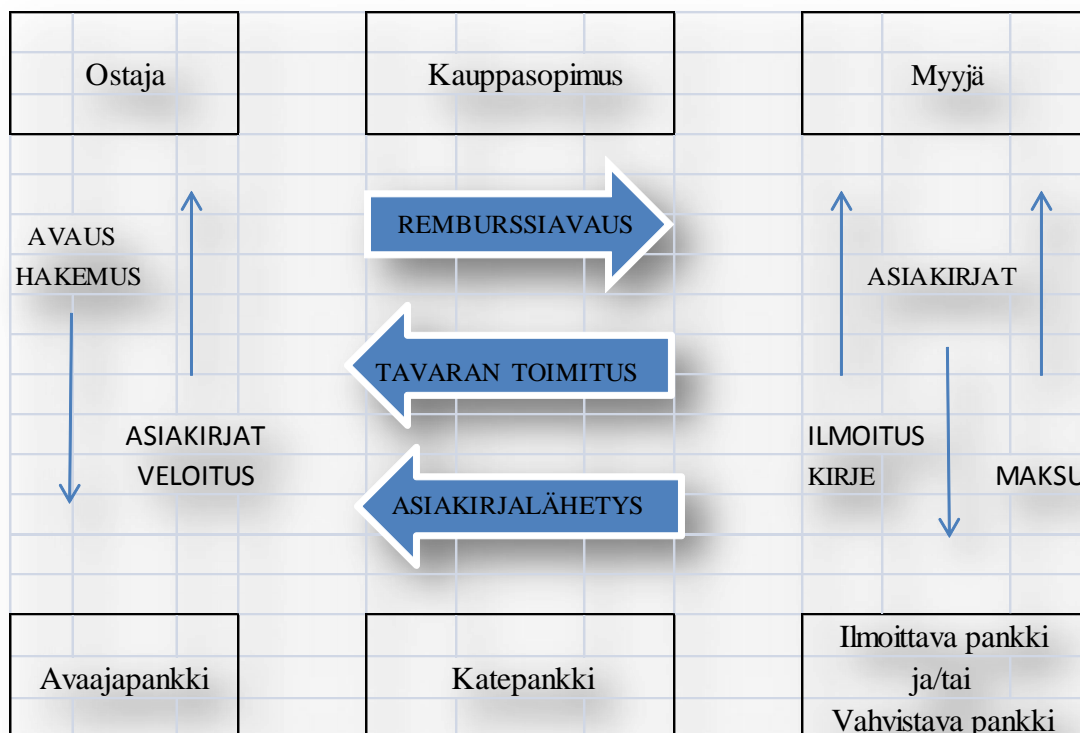 Ostaja
Kauppasopimus
Myyjä
REMBURSSIAVAUS
AVAUS
HAKEMUS
ASIAKIRJAT
TAVARAN TOIMITUS
ASIAKIRJAT
VELOITUS
ILMOITUS
KIRJE
MAKSU
ASIAKIRJALÄHETYS
Avaajapankki
Katepankki
Ilmoittava pankki
ja/tai
Vahvistava pankki